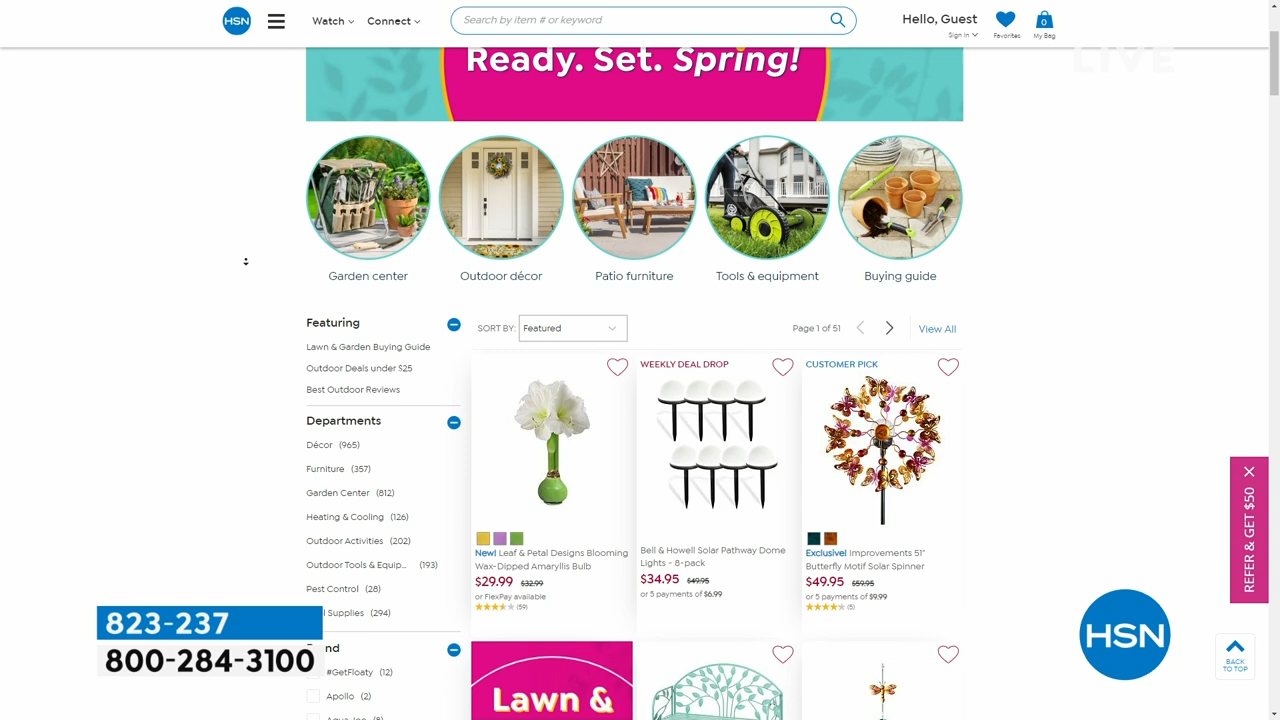 HSN
Watch
Connect
Search by item # or keyword
Hello, Guest
Sign In
Favorites
0
My Bag
LIVE
Ready. Set. Spring!
Garden center
Outdoor décor
Patio furniture
Tools & equipment
Buying guide
Featuring
Lawn & Garden Buying Guide
Outdoor Deals under $25
Best Outdoor Reviews
Departments
Décor (965)
Furniture (357)
Garden Center (812)
Heating & Cooling (126)
Outdoor Activities (202)
Outdoor Tools & Equip... (193)
Pest Control (28)
l Supplies (294)
nd
#GetFloaty (12)
Apollo (2)
SORT BY: Featured
Page 1 of 51
View All
New! Leaf & Petal Designs Blooming
Wax-Dipped Amaryllis Bulb
$29.99 $32.99
or FlexPay available
(59)
WEEKLY DEAL DROP
Bell & Howell Solar Pathway Dome
Lights - 8-pack
$34.95 $49.95
or 5 payments of $6.99
CUSTOMER PICK
Exclusive! Improvements 51"
Butterfly Motif Solar Spinner
$49.95 $59.95
or 5 payments of $9.99
(5)
Lawn &
REFER & GET $50
BACK
TO TOP
823-237
800-284-3100
HSN